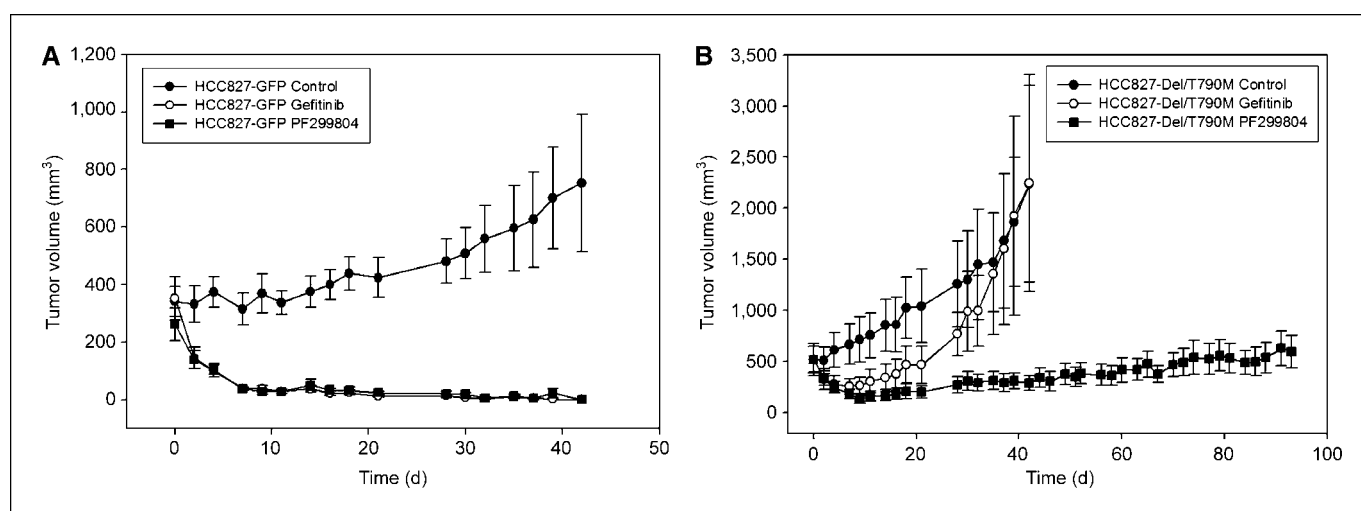 A
1,200
1,000
800
600
400
200
0
Tumor volume (mm³)
HCC827-GFP Control
HCC827-GFP Gefitinib
HCC827-GFP PF299804
0
10
20
30
40
50
Time (d)
B
3,500
3,000
2,500
2,000
1,500
1,000
500
0
Tumor volume (mm³)
HCC827-Del/T790M Control
HCC827-Del/T790M Gefitinib
HCC827-Del/T790M PF299804
0
20
40
60
80
100
Time (d)